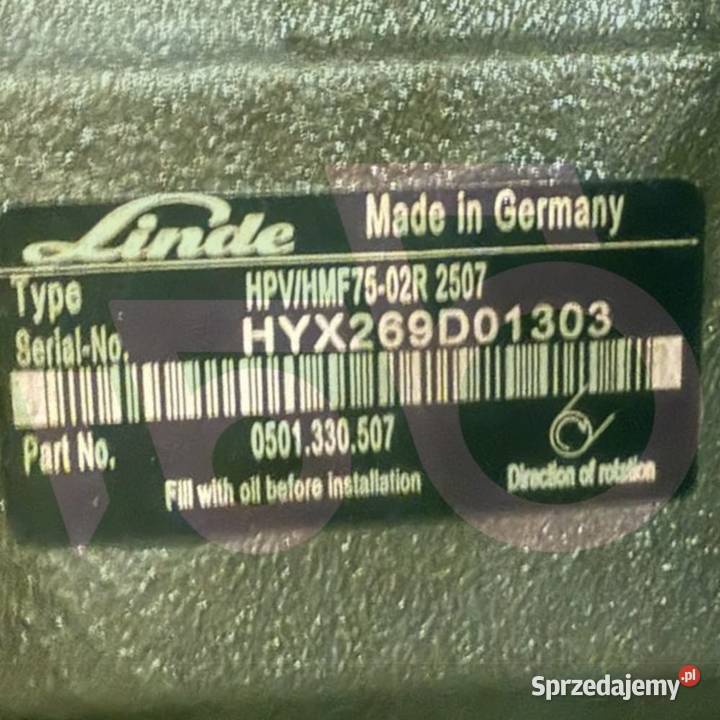 Linde Made in Germany
Type HPV/HMF75-02R 2507
Serial-No. HYX269D01303
Part No. 0501.330.507
Fill with oil before installation Direction of rotation
Sprzedajemy.pl